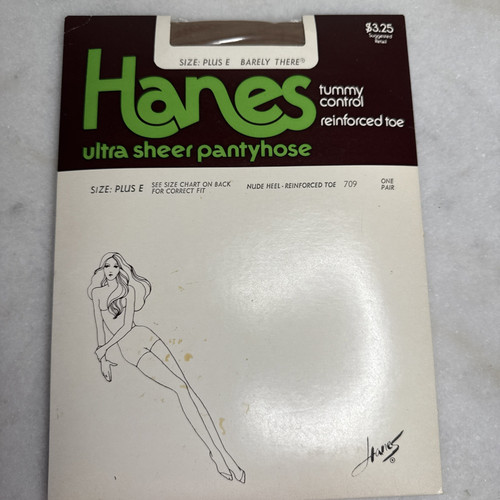 $3.25
Suggested
Retail
SIZE: PLUS E BARELY THERE®
Hanes
tummy
control
reinforced toe
ultra sheer pantyhose
SIZE: PLUS E
SEE SIZE CHART ON BACK
FOR CORRECT FIT
NUDE HEEL - REINFORCED TOE 709
ONE
PAIR
Hanes
®